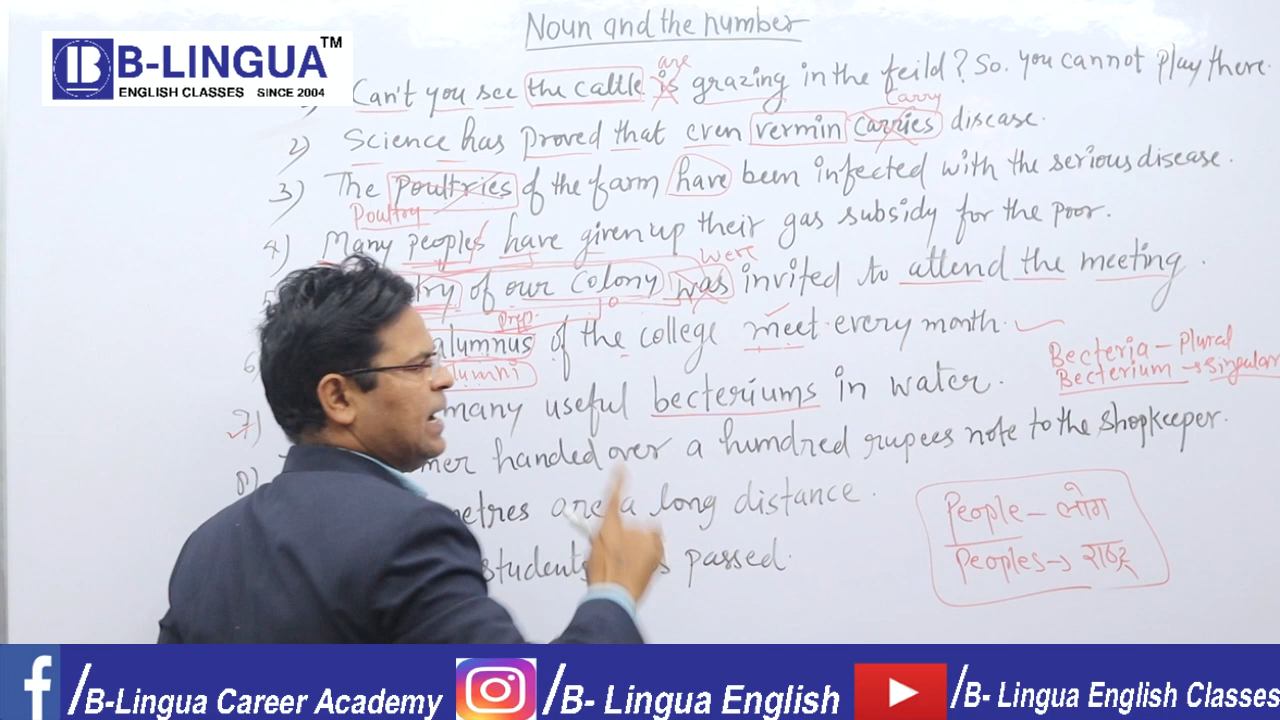 Noun and the number
B-LINGUA™
ENGLISH CLASSES SINCE 2004
are
Can't you see the cattle is grazing in the feild? So. you cannot play there.
Carry
2) Science has proved that even vermin carries disease.
3) The Poultries of the farm have been infected with the serious disease.
Poultry
4) Many peoples have given up their gas subsidy for the poor.
were
try of our colony was invited to attend the meeting.
prep.
alumnus of the college meet every month.
lumni
Becteria - Plural
Becterium → singular
7) many useful becteriums in water.
8) mer handed over a humdred rupees note to the shopkeeper.
metres are a long distance.
students passed.
People - लोग
Peoples → राष्ट्र
/B-Lingua Career Academy /B- Lingua English /B- Lingua English Classes